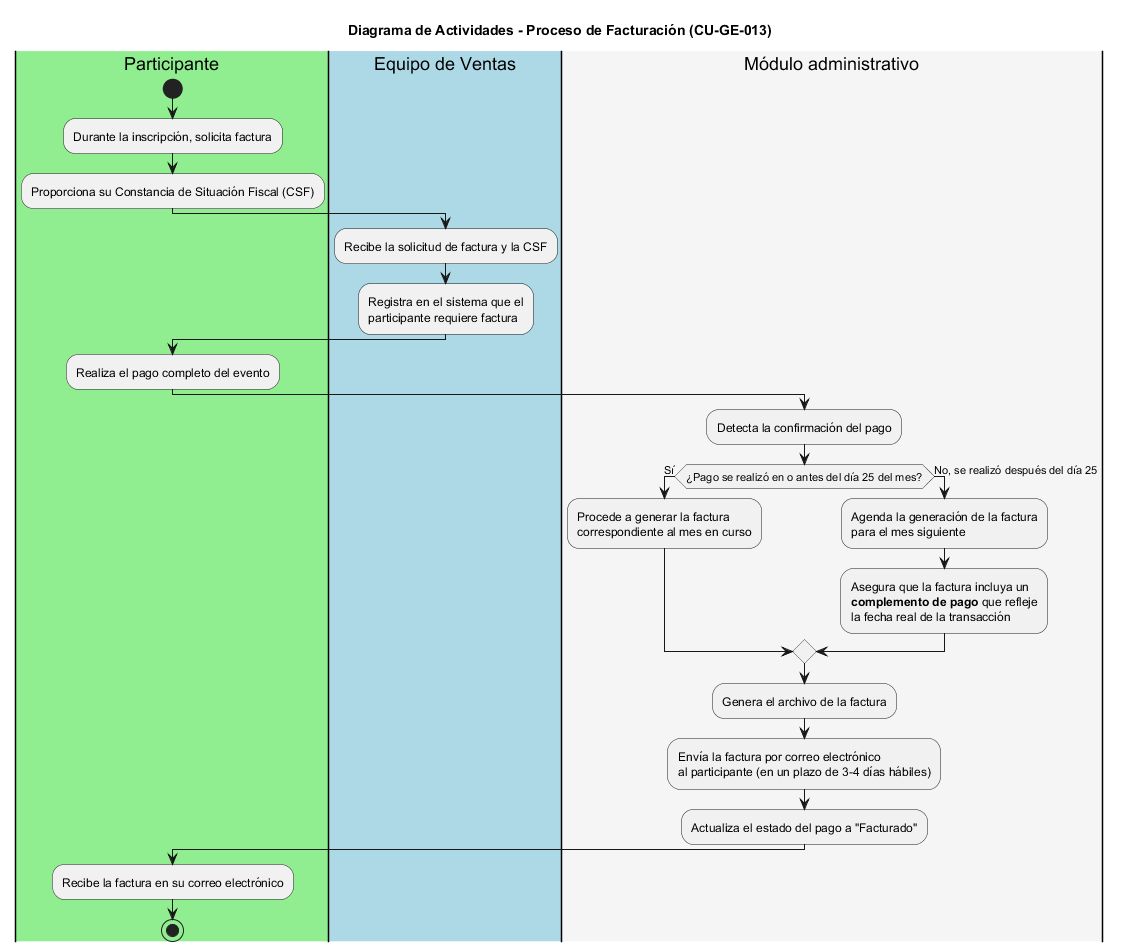 Diagrama de Actividades - Proceso de Facturación (CU-GE-013)
Participante
Equipo de Ventas
Módulo administrativo
Durante la inscripción, solicita factura
Proporciona su Constancia de Situación Fiscal (CSF)
Recibe la solicitud de factura y la CSF
Registra en el sistema que el
participante requiere factura
Realiza el pago completo del evento
Detecta la confirmación del pago
¿Pago se realizó en o antes del día 25 del mes?
Sí
No, se realizó después del día 25
Procede a generar la factura
correspondiente al mes en curso
Agenda la generación de la factura
para el mes siguiente
Asegura que la factura incluya un
complemento de pago que refleje
la fecha real de la transacción
Genera el archivo de la factura
Envía la factura por correo electrónico
al participante (en un plazo de 3-4 días hábiles)
Actualiza el estado del pago a "Facturado"
Recibe la factura en su correo electrónico